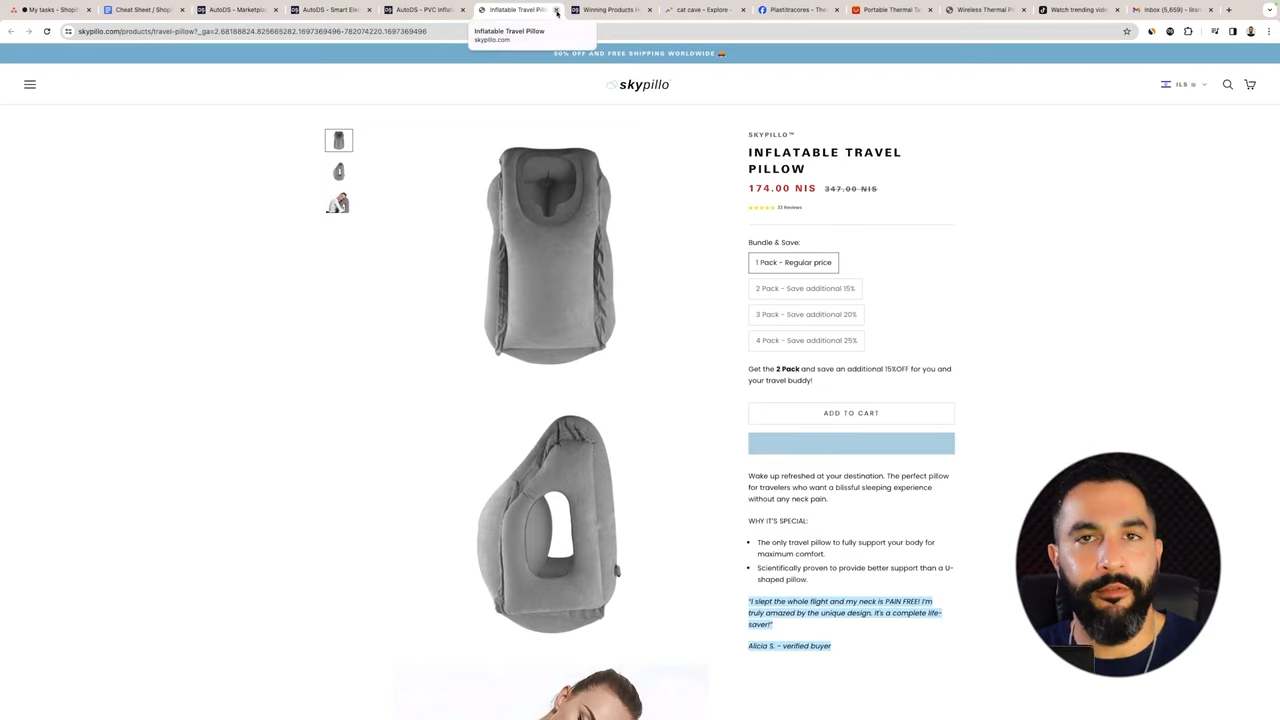 My tasks - Shopif
Cheat Sheet / Shopif
AutoDS - Marketplac
AutoDS - Smart Ele
AutoDS - PVC Inflat
Inflatable Travel Pillo
Winning Products H
cat cave - Explore -
Plastitracores - The
Portable Thermal Ta
Wireless Thermal Pr
Watch trending vide
Inbox (5,659) - liran
skypillo.com/products/travel-pillow?_ga=2.68188824.825665282.1697369496-782074220.1697369496
Inflatable Travel Pillow
skypillo.com
50% OFF AND FREE SHIPPING WORLDWIDE
skypillo
ILS ₪
SKYPILLO™
INFLATABLE TRAVEL
PILLOW
174.00 NIS 347.00 NIS
33 Reviews
Bundle & Save:
1 Pack - Regular price
2 Pack - Save additional 15%
3 Pack - Save additional 20%
4 Pack - Save additional 25%
Get the 2 Pack and save an additional 15%OFF for you and
your travel buddy!
ADD TO CART
Wake up refreshed at your destination. The perfect pillow
for travelers who want a blissful sleeping experience
without any neck pain.
WHY IT'S SPECIAL:
The only travel pillow to fully support your body for
maximum comfort.
Scientifically proven to provide better support than a U-
shaped pillow.
"I slept the whole flight and my neck is PAIN FREE! I'm
truly amazed by the unique design. It's a complete life-
saver!"
Alicia S. - verified buyer